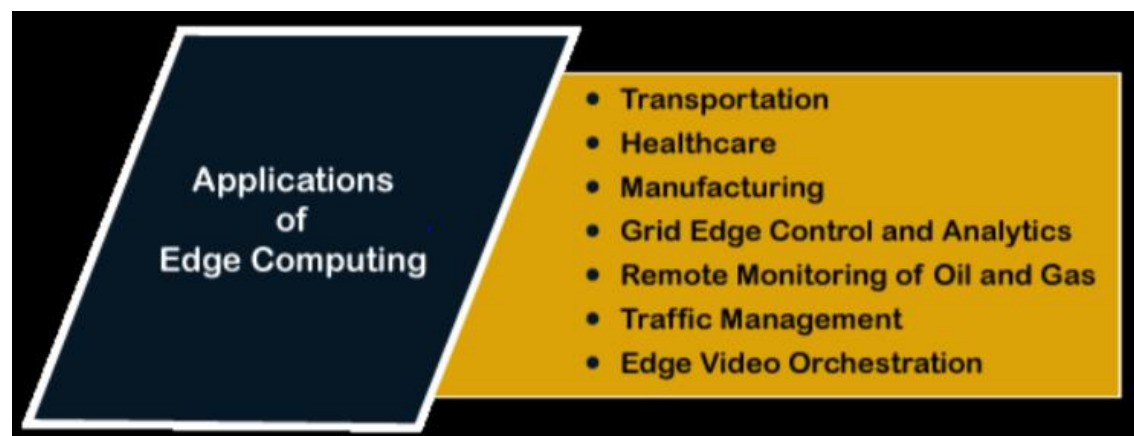 Applications
of
Edge Computing
• Transportation
• Healthcare
• Manufacturing
• Grid Edge Control and Analytics
• Remote Monitoring of Oil and Gas
• Traffic Management
• Edge Video Orchestration